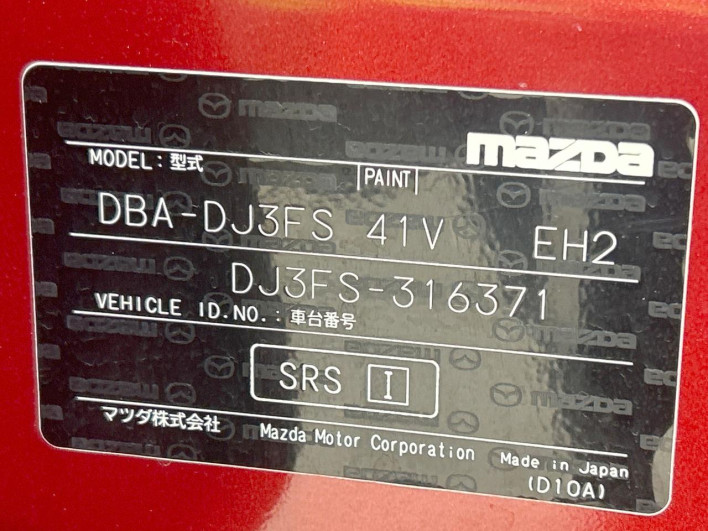 mazda
MODEL: 型式
PAINT
DBA-DJ3FS 41V EH2
DJ3FS-316371
VEHICLE ID.NO.: 車台番号
SRS I
マツダ株式会社 Mazda Motor Corporation Made in Japan
(D10A)